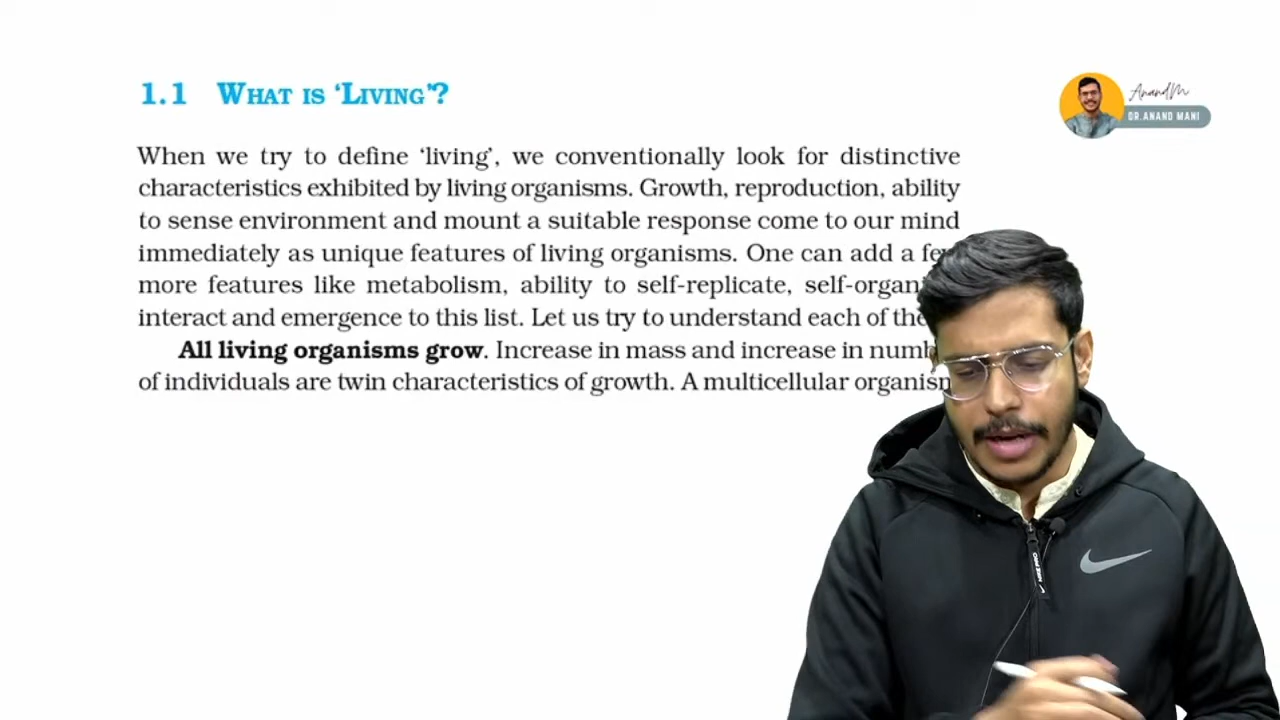 1.1 WHAT IS ‘LIVING’?
When we try to define ‘living’, we conventionally look for distinctive
characteristics exhibited by living organisms. Growth, reproduction, ability
to sense environment and mount a suitable response come to our mind
immediately as unique features of living organisms. One can add a
more features like metabolism, ability to self-replicate,
interact and emergence to this list. Let us try to understand each of
All living organisms grow. Increase in mass and increase in
of individuals are twin characteristics of growth. A multicellular organism
AnandM
DR.ANAND MANI